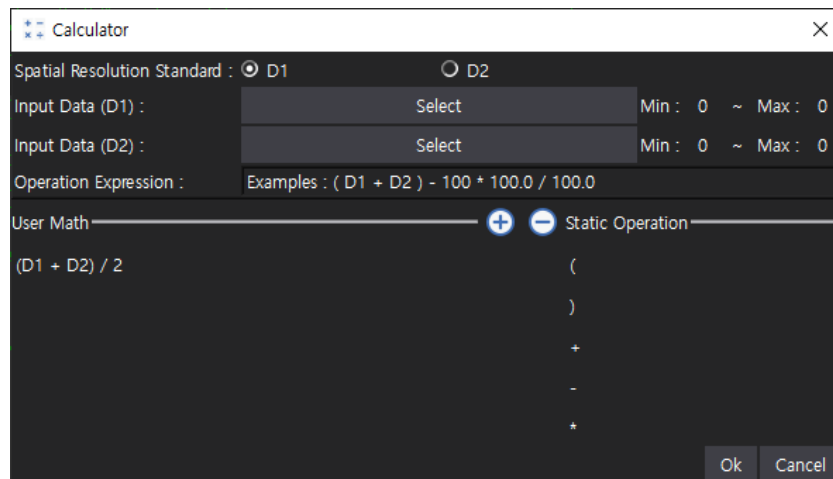 Calculator
Spatial Resolution Standard : D1 D2
Input Data (D1) : Select Min : 0 ~ Max : 0
Input Data (D2) : Select Min : 0 ~ Max : 0
Operation Expression : Examples : ( D1 + D2 ) - 100 * 100.0 / 100.0
User Math Static Operation
(D1 + D2) / 2 (
)
+
-
*
Ok Cancel